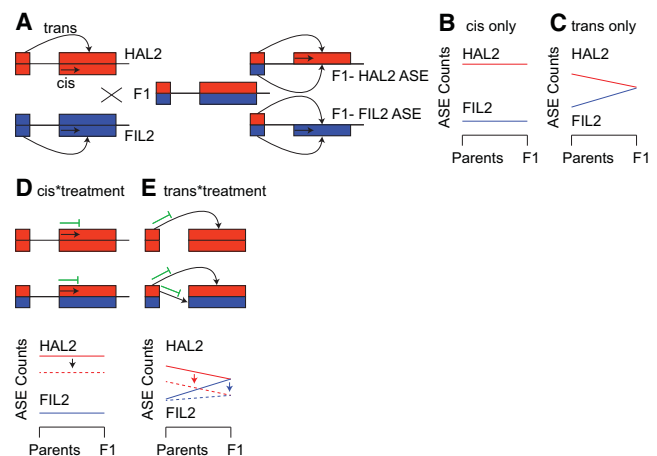 A
trans
HAL2
cis
F1
FIL2
F1- HAL2 ASE
F1- FIL2 ASE
B cis only
HAL2
ASE Counts
FIL2
Parents F1
C trans only
HAL2
ASE Counts
FIL2
Parents F1
D cis*treatment
HAL2
ASE Counts
FIL2
Parents F1
E trans*treatment
HAL2
ASE Counts
FIL2
Parents F1